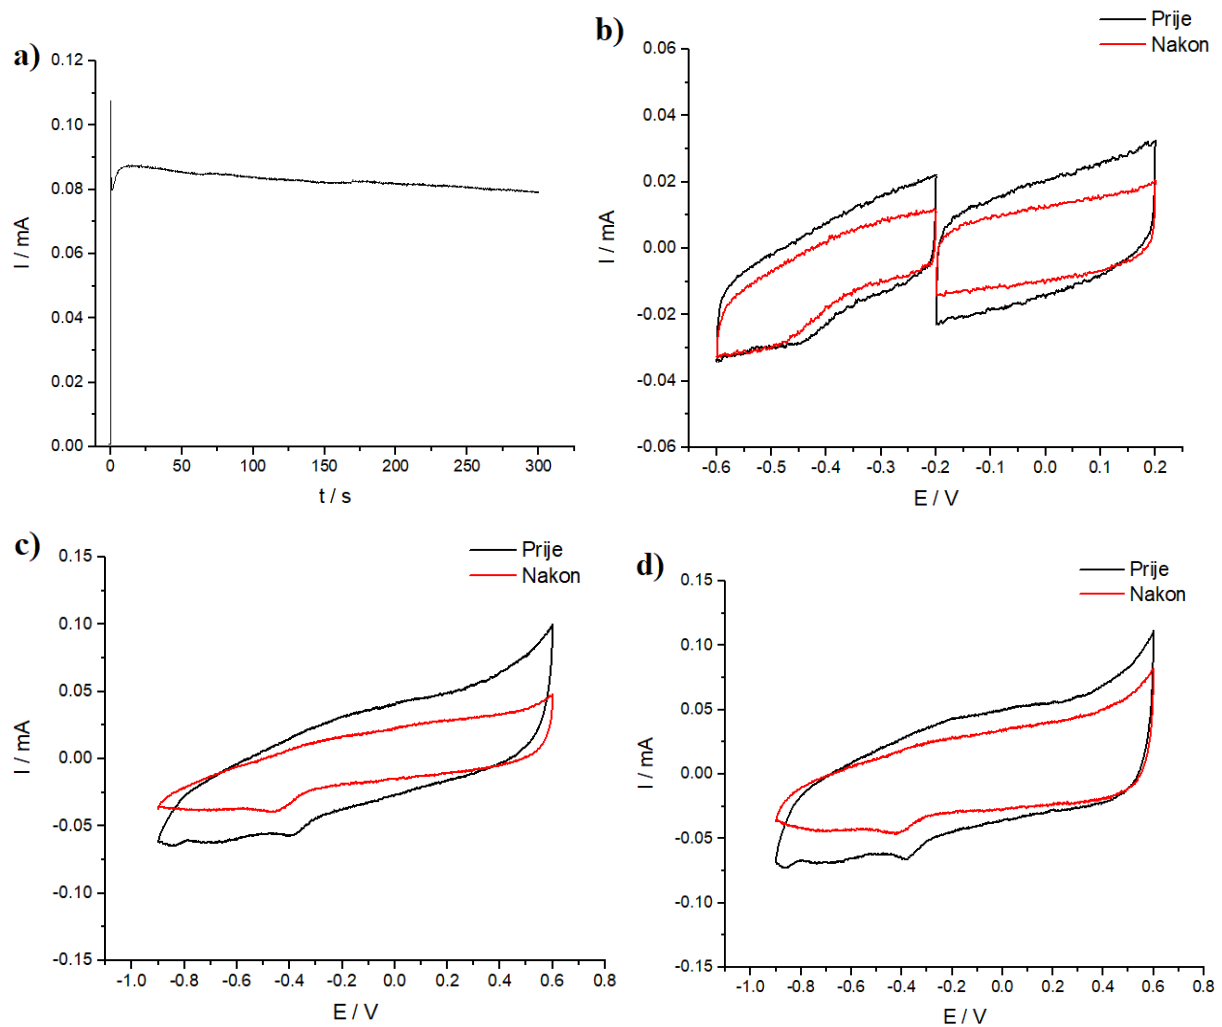 a)
0.12
0.10
0.08
0.06
0.04
0.02
0.00
I / mA
0 50 100 150 200 250 300
t / s
b)
Prije
Nakon
0.06
0.04
0.02
0.00
-0.02
-0.04
-0.06
I / mA
-0.6 -0.5 -0.4 -0.3 -0.2 -0.1 0.0 0.1 0.2
E / V
c)
Prije
Nakon
0.15
0.10
0.05
0.00
-0.05
-0.10
-0.15
I / mA
-1.0 -0.8 -0.6 -0.4 -0.2 0.0 0.2 0.4 0.6 0.8
E / V
d)
Prije
Nakon
0.15
0.10
0.05
0.00
-0.05
-0.10
-0.15
I / mA
-1.0 -0.8 -0.6 -0.4 -0.2 0.0 0.2 0.4 0.6 0.8
E / V